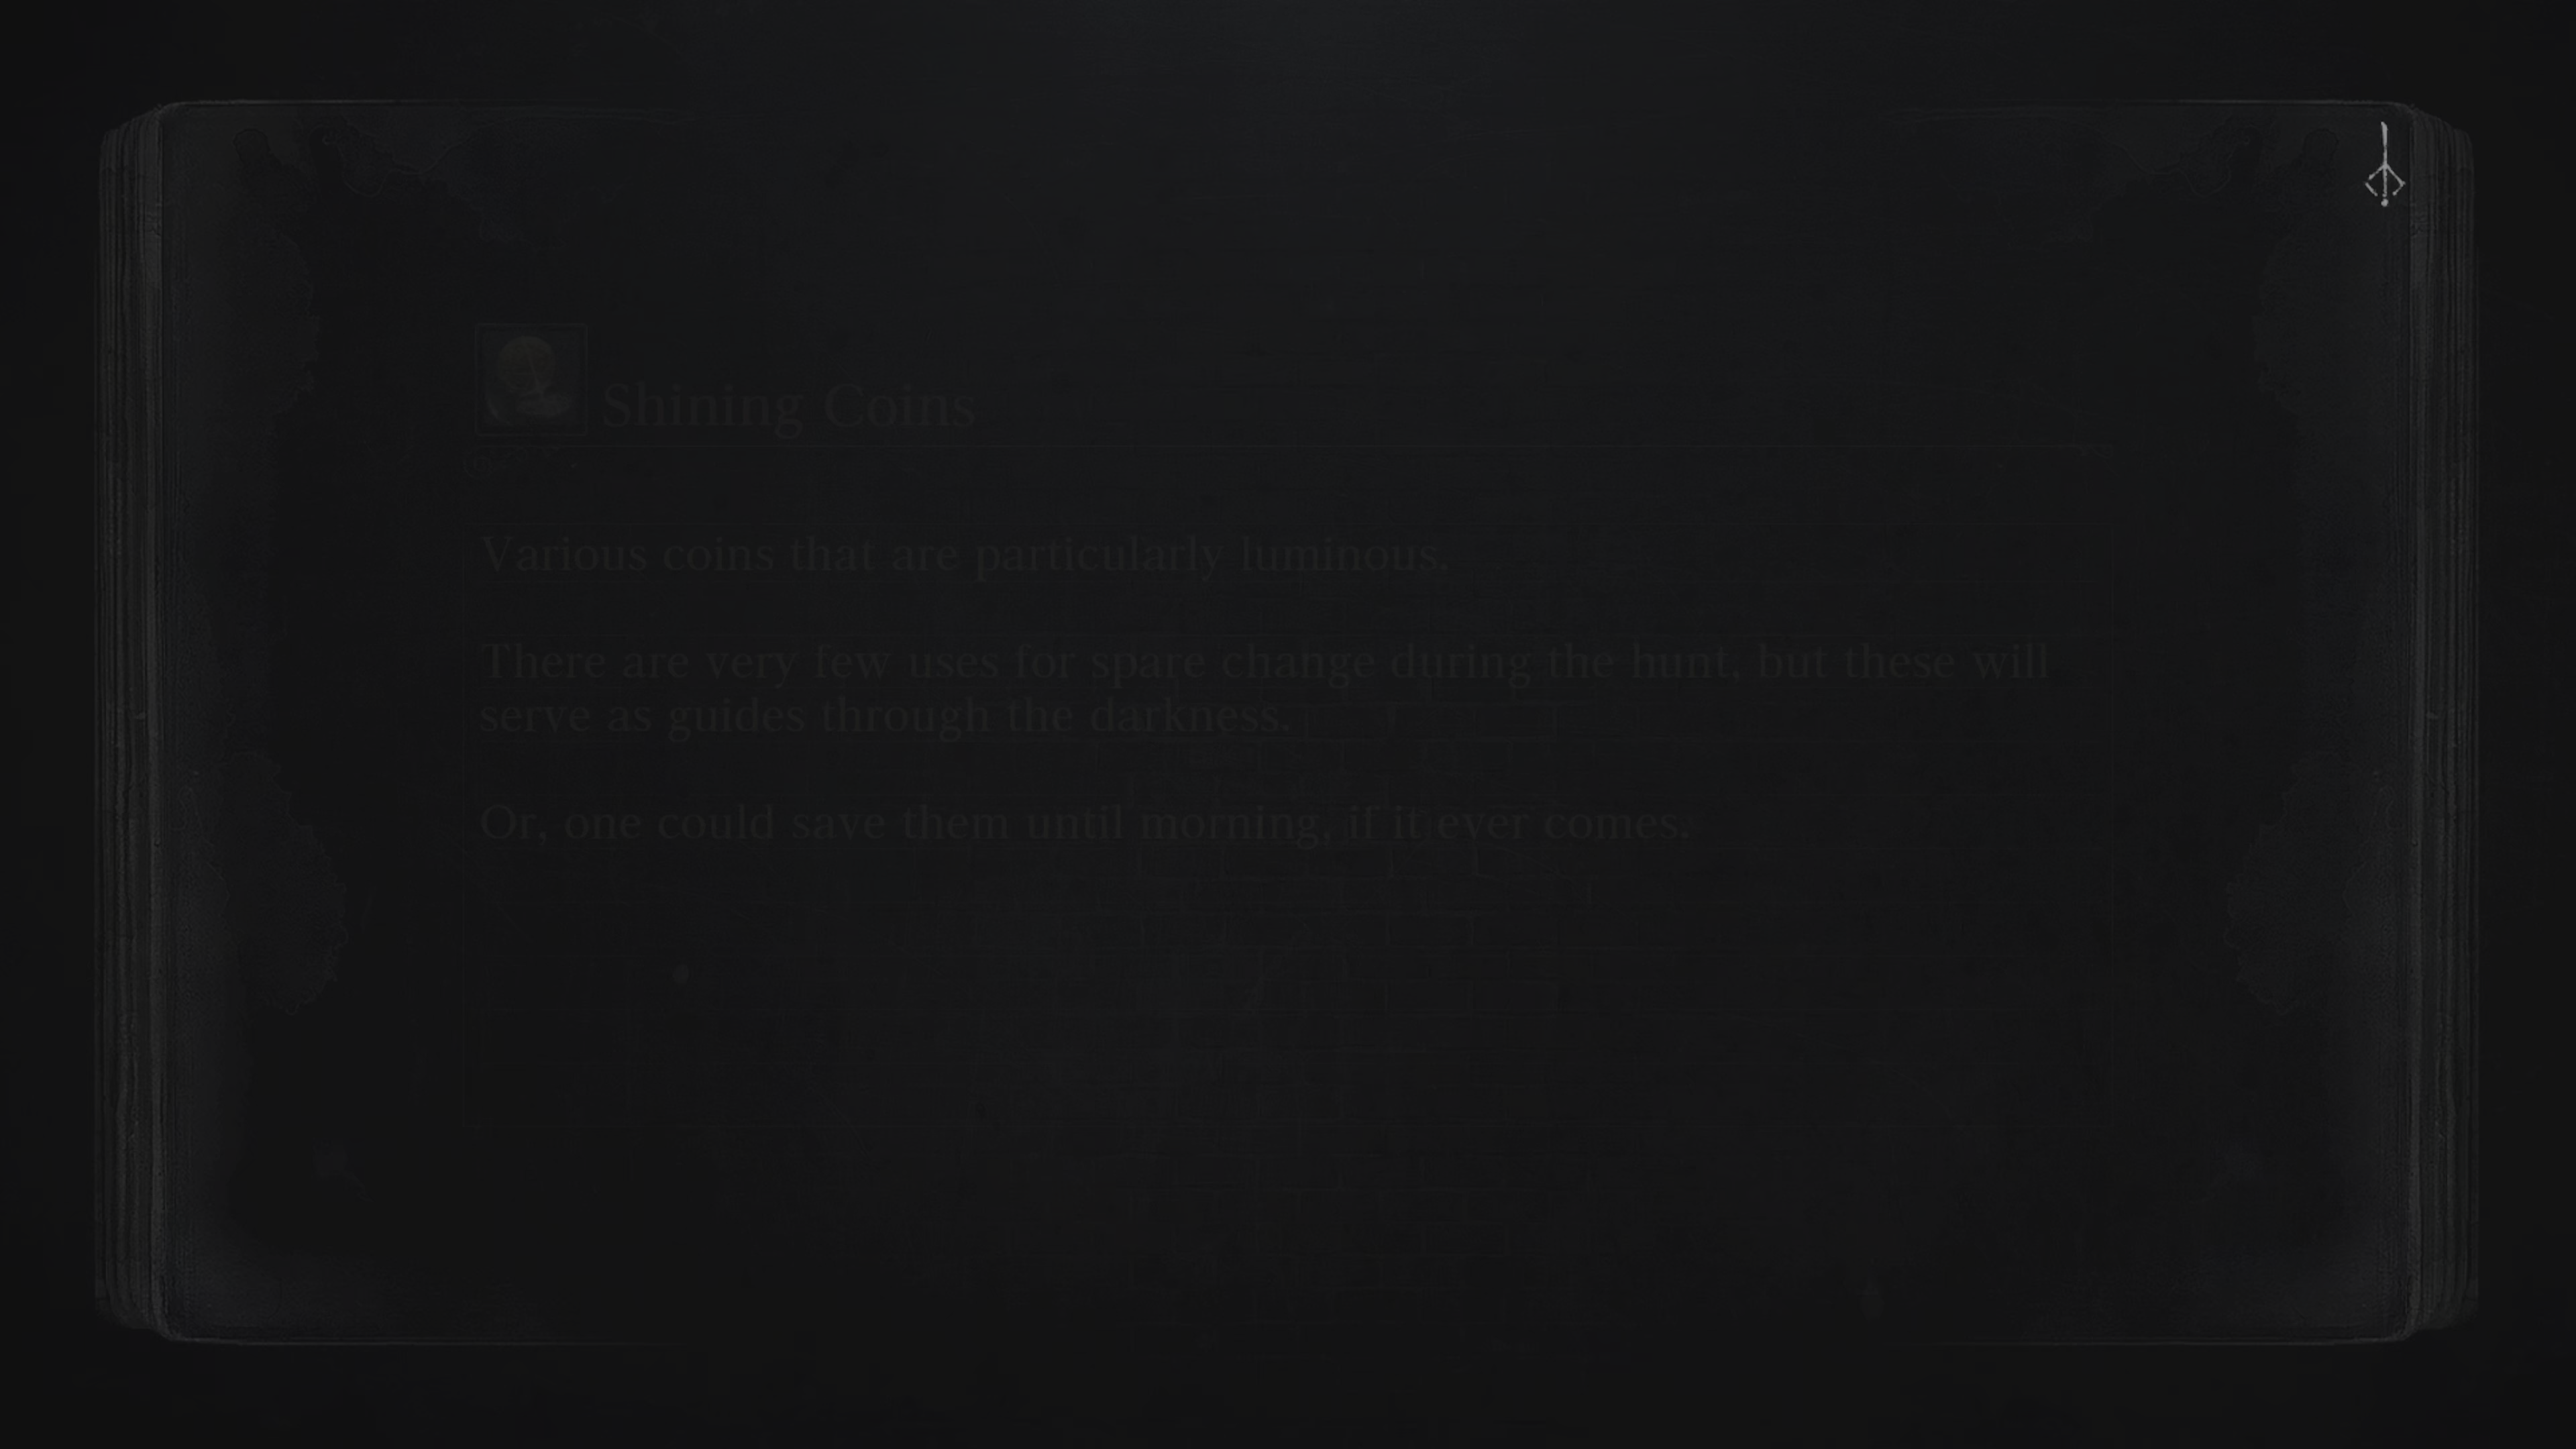 Shining Coins
Various coins that are particularly luminous.
There are very few uses for spare change during the hunt, but these will
serve as guides through the darkness.
Or, one could save them until morning, if it ever comes.